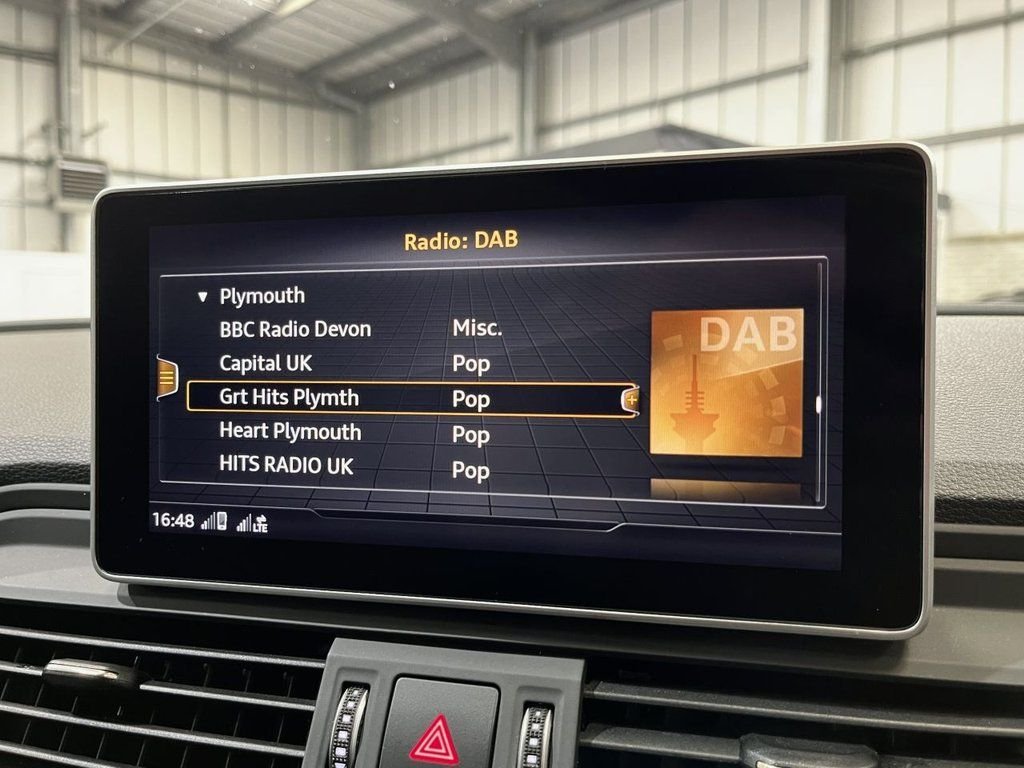 Radio: DAB
Plymouth
BBC Radio Devon Misc.
Capital UK Pop
Grt Hits Plymth Pop
Heart Plymouth Pop
HITS RADIO UK Pop
DAB
16:48 LTE